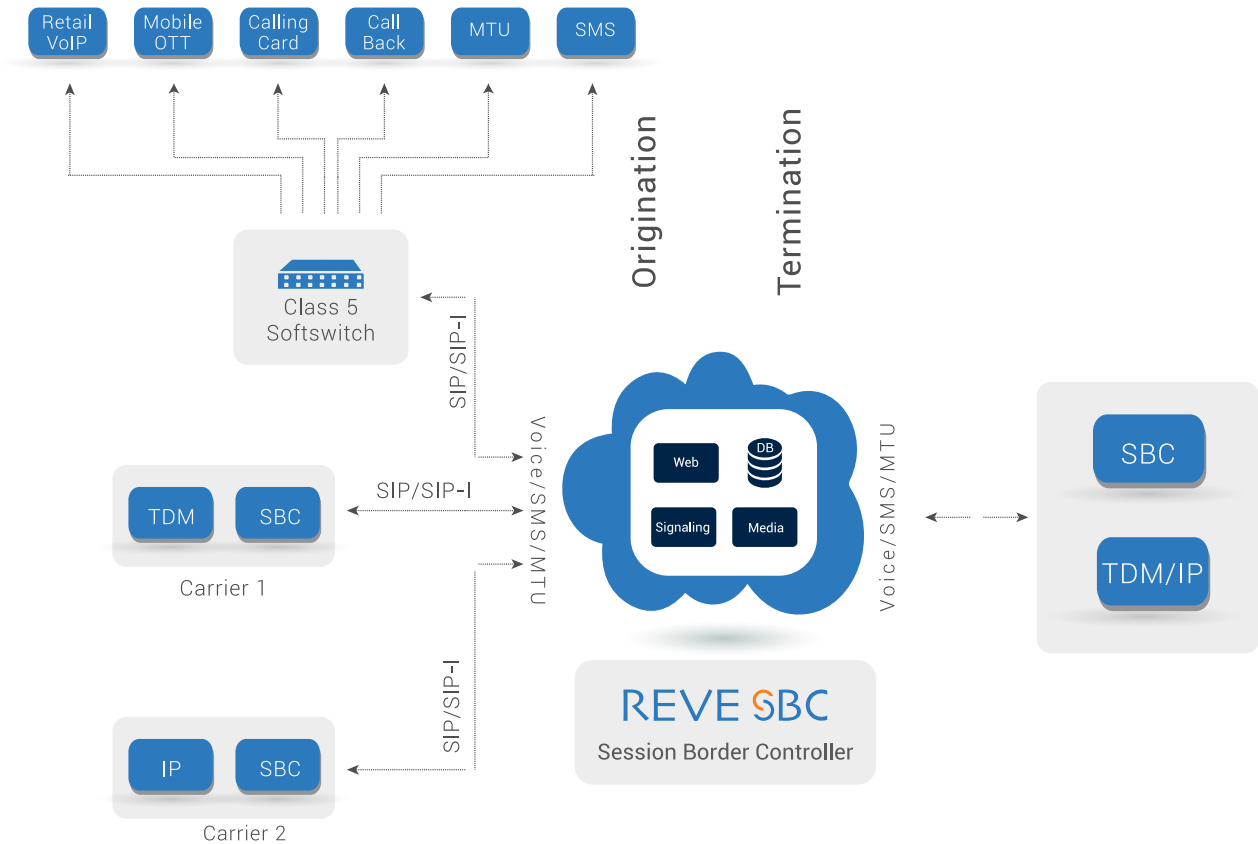 Retail
VoIP
Mobile
OTT
Calling
Card
Call
Back
MTU
SMS
Origination
Termination
Class 5
Softswitch
SIP/SIP-I
Voice/SMS/MTU
Web
DB
Signaling
Media
Voice/SMS/MTU
SBC
TDM/IP
TDM
SBC
SIP/SIP-I
Carrier 1
SIP/SIP-I
IP
SBC
Carrier 2
REVE SBC
Session Border Controller